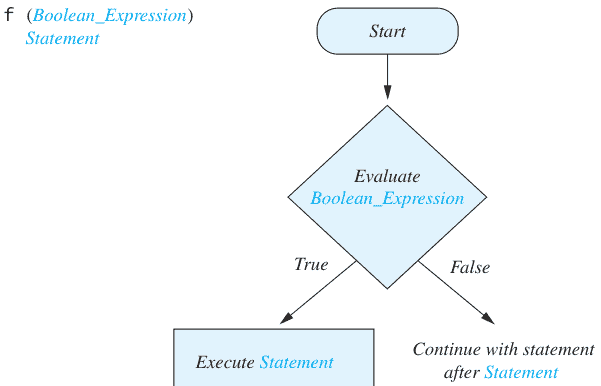 f (Boolean_Expression)
Statement
Start
Evaluate
Boolean_Expression
True
False
Execute Statement
Continue with statement
after Statement